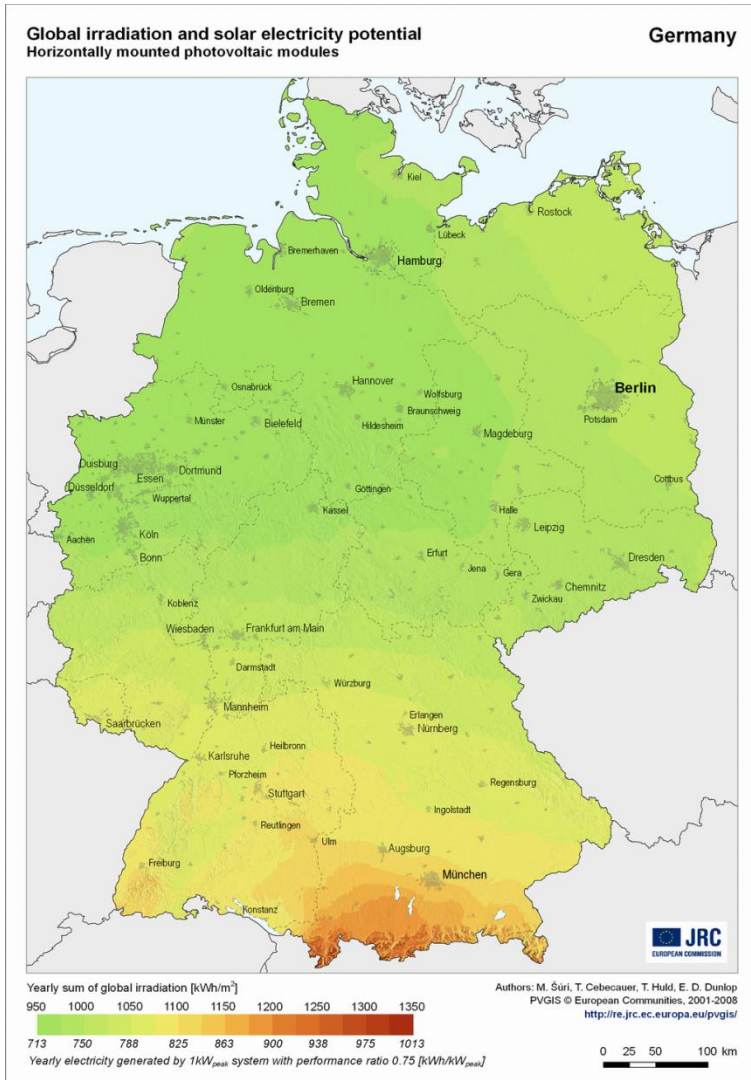 Global irradiation and solar electricity potential
Horizontally mounted photovoltaic modules
Germany
Kiel
Rostock
Lübeck
Bremerhaven
Hamburg
Oldenburg
Bremen
Berlin
Osnabrück
Hannover
Wolfsburg
Braunschweig
Potsdam
Münster
Bielefeld
Hildesheim
Magdeburg
Duisburg
Dortmund
Essen
Göttingen
Cottbus
Düsseldorf
Wuppertal
Kassel
Halle
Leipzig
Köln
Aachen
Bonn
Erfurt
Jena
Gera
Dresden
Chemnitz
Zwickau
Koblenz
Wiesbaden
Frankfurt am Main
Darmstadt
Würzburg
Mannheim
Erlangen
Nürnberg
Saarbrücken
Karlsruhe
Heilbronn
Pforzheim
Stuttgart
Regensburg
Ingolstadt
Reutlingen
Ulm
Augsburg
Freiburg
München
Konstanz
JRC
EUROPEAN COMMISSION
Yearly sum of global irradiation [kWh/m²]
950 1000 1050 1100 1150 1200 1250 1300 1350
713 750 788 825 863 900 938 975 1013
Yearly electricity generated by 1kWpeak system with performance ratio 0.75 [kWh/kWpeak]
Authors: M. Šúri, T. Cebecauer, T. Huld, E. D. Dunlop
PVGIS © European Communities, 2001-2008
http://re.jrc.ec.europa.eu/pvgis/
0 25 50 100 km